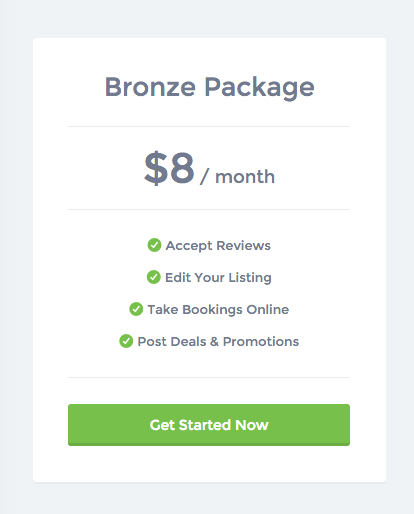 Bronze Package
$8 / month
Accept Reviews
Edit Your Listing
Take Bookings Online
Post Deals & Promotions
Get Started Now